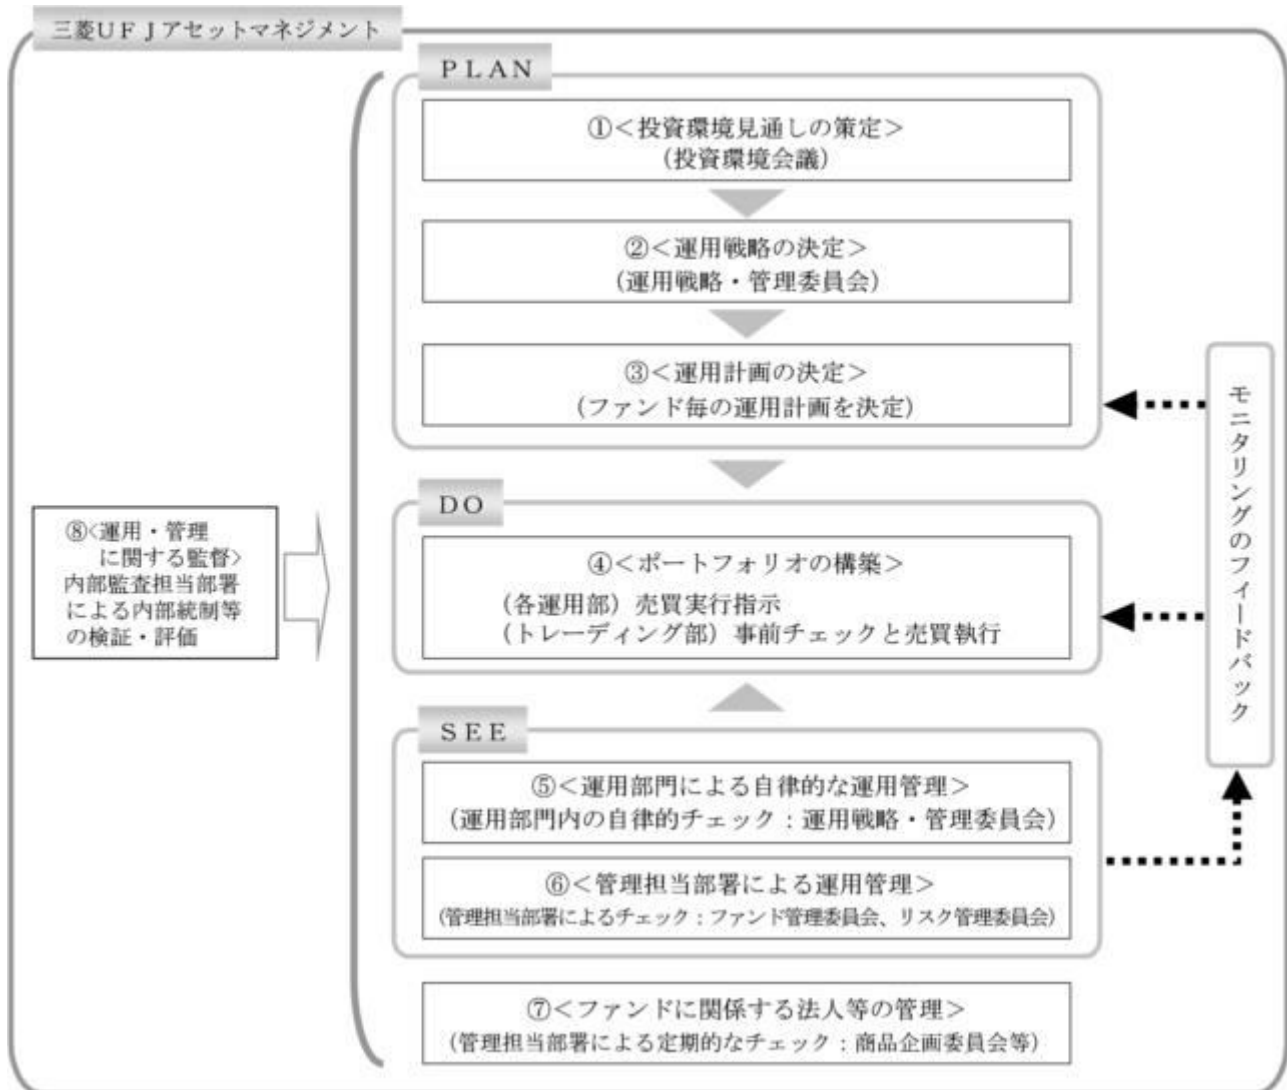 三菱UFJアセットマネジメント
PLAN
①<投資環境見通しの策定>
(投資環境会議)
②<運用戦略の決定>
(運用戦略・管理委員会)
③<運用計画の決定>
(ファンド毎の運用計画を決定)
DO
④<ポートフォリオの構築>
(各運用部)売買実行指示
(トレーディング部)事前チェックと売買執行
SEE
⑤<運用部門による自律的な運用管理>
(運用部門内の自律的チェック:運用戦略・管理委員会)
⑥<管理担当部署による運用管理>
(管理担当部署によるチェック:ファンド管理委員会、リスク管理委員会)
⑦<ファンドに関係する法人等の管理>
(管理担当部署による定期的なチェック:商品企画委員会等)
⑧<運用・管理
に関する監督>
内部監査担当部署
による内部統制等
の検証・評価
モニタリングのフィードバック